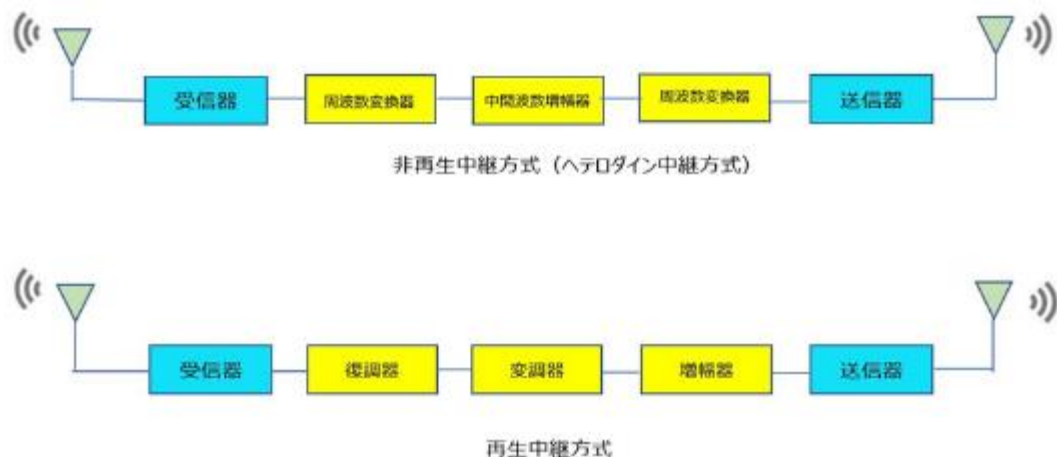 受信器 周波数変換器 中間波数増幅器 周波数変換器 送信器
非再生中継方式（ヘテロダイン中継方式）
受信器 復調器 変調器 増幅器 送信器
再生中継方式